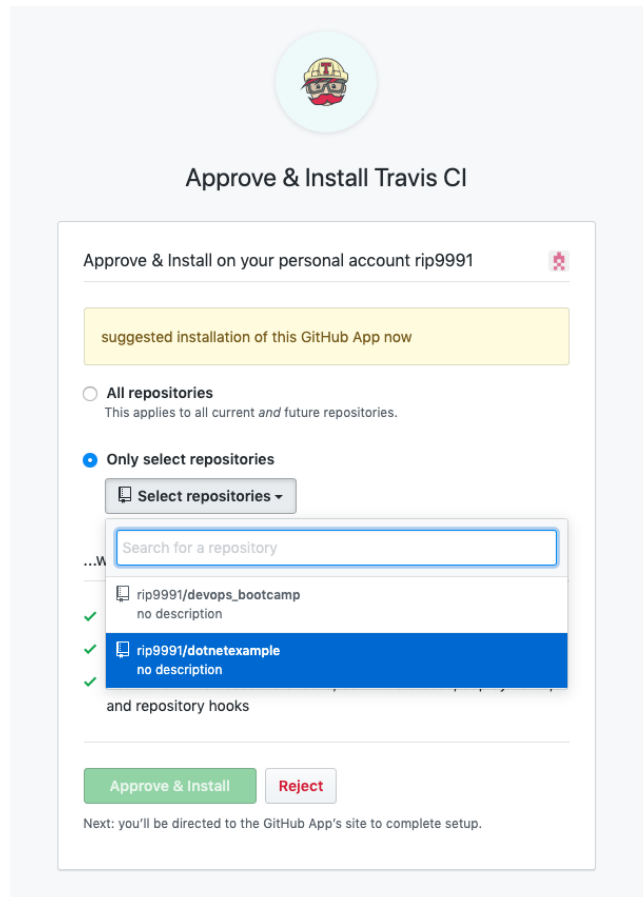 T
Approve & Install Travis CI
Approve & Install on your personal account rip9991
suggested installation of this GitHub App now
All repositories
This applies to all current and future repositories.
Only select repositories
Select repositories
Search for a repository
...w
rip9991/devops_bootcamp
no description
rip9991/dotnetexample
no description
and repository hooks
Approve & Install
Reject
Next: you'll be directed to the GitHub App's site to complete setup.